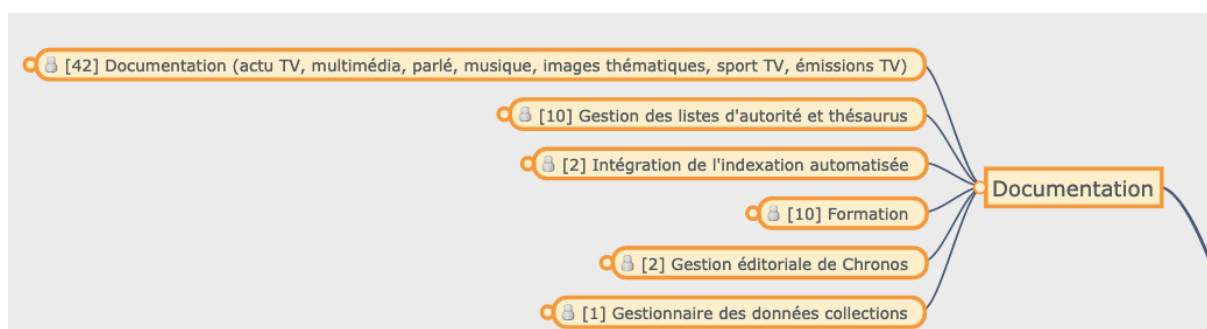 [42] Documentation (actu TV, multimédia, parlé, musique, images thématiques, sport TV, émissions TV)
[10] Gestion des listes d'autorité et thésaurus
[2] Intégration de l'indexation automatisée
Documentation
[10] Formation
[2] Gestion éditoriale de Chronos
[1] Gestionnaire des données collections